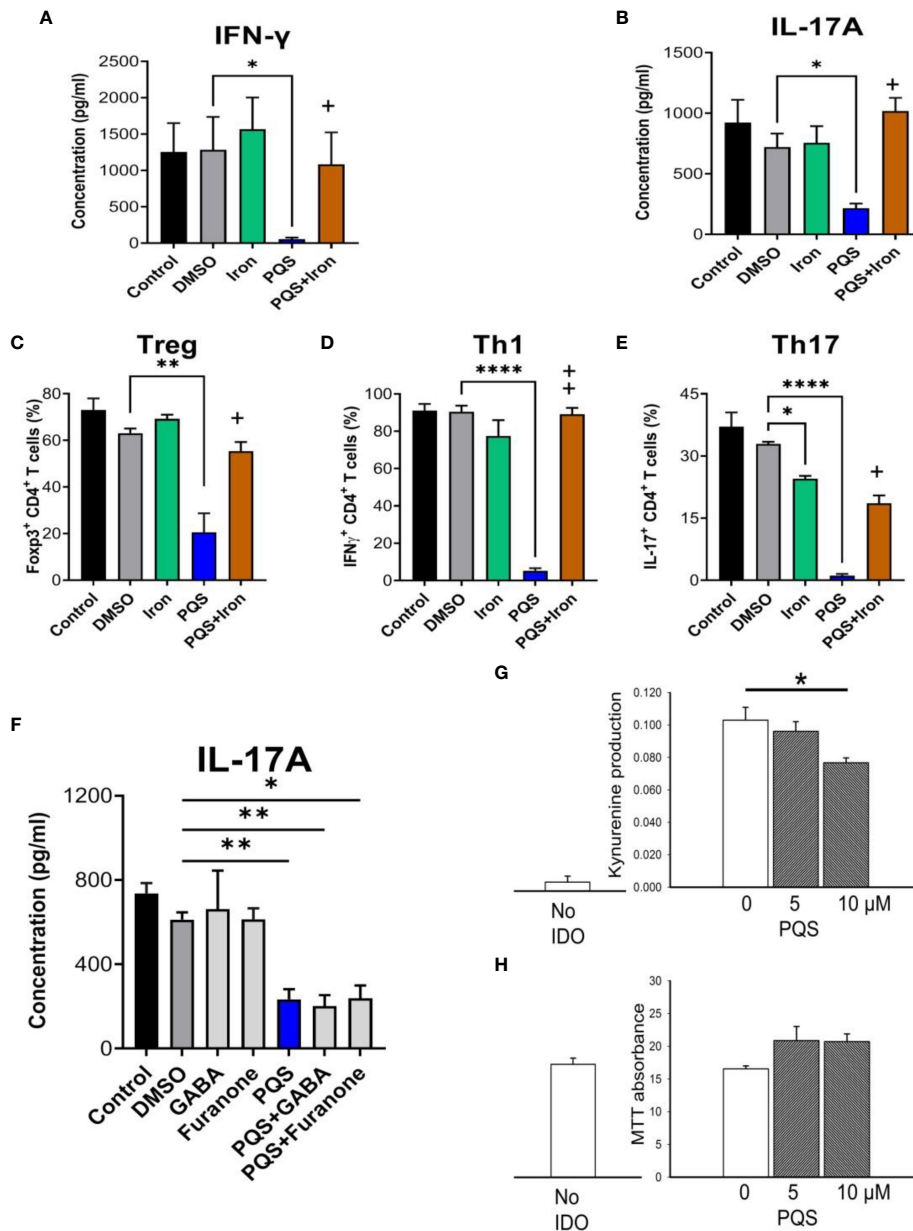 A
IFN-γ
Concentration (pg/ml)
2500
2000
1500
1000
500
0
*
+
Control
DMSO
Iron
PQS
PQS+Iron
B
IL-17A
Concentration (pg/ml)
1500
1000
500
0
*
+
Control
DMSO
Iron
PQS
PQS+Iron
C
Treg
Foxp3+ CD4+ T cells (%)
80
60
40
20
0
**
+
Control
DMSO
Iron
PQS
PQS+Iron
D
Th1
IFNγ+ CD4+ T cells (%)
100
80
60
40
20
0
****
+
+
Control
DMSO
Iron
PQS
PQS+Iron
E
Th17
IL-17+ CD4+ T cells (%)
45
30
15
0
****
*
+
Control
DMSO
Iron
PQS
PQS+Iron
F
IL-17A
Concentration (pg/ml)
1200
800
400
0
*
**
**
Control
DMSO
GABA
Furanone
PQS
PQS+GABA
PQS+Furanone
G
Kynurenine production
0.120
0.100
0.080
0.060
0.040
0.020
0.000
*
No
IDO
0 5 10 µM
PQS
H
MTT absorbance
30
25
20
15
10
5
0
No
IDO
0 5 10 µM
PQS